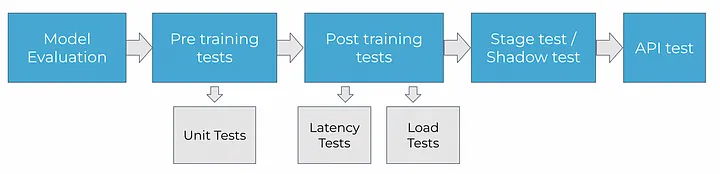 Model
Evaluation
Pre training
tests
Post training
tests
Stage test /
Shadow test
API test
Unit Tests
Latency
Tests
Load
Tests